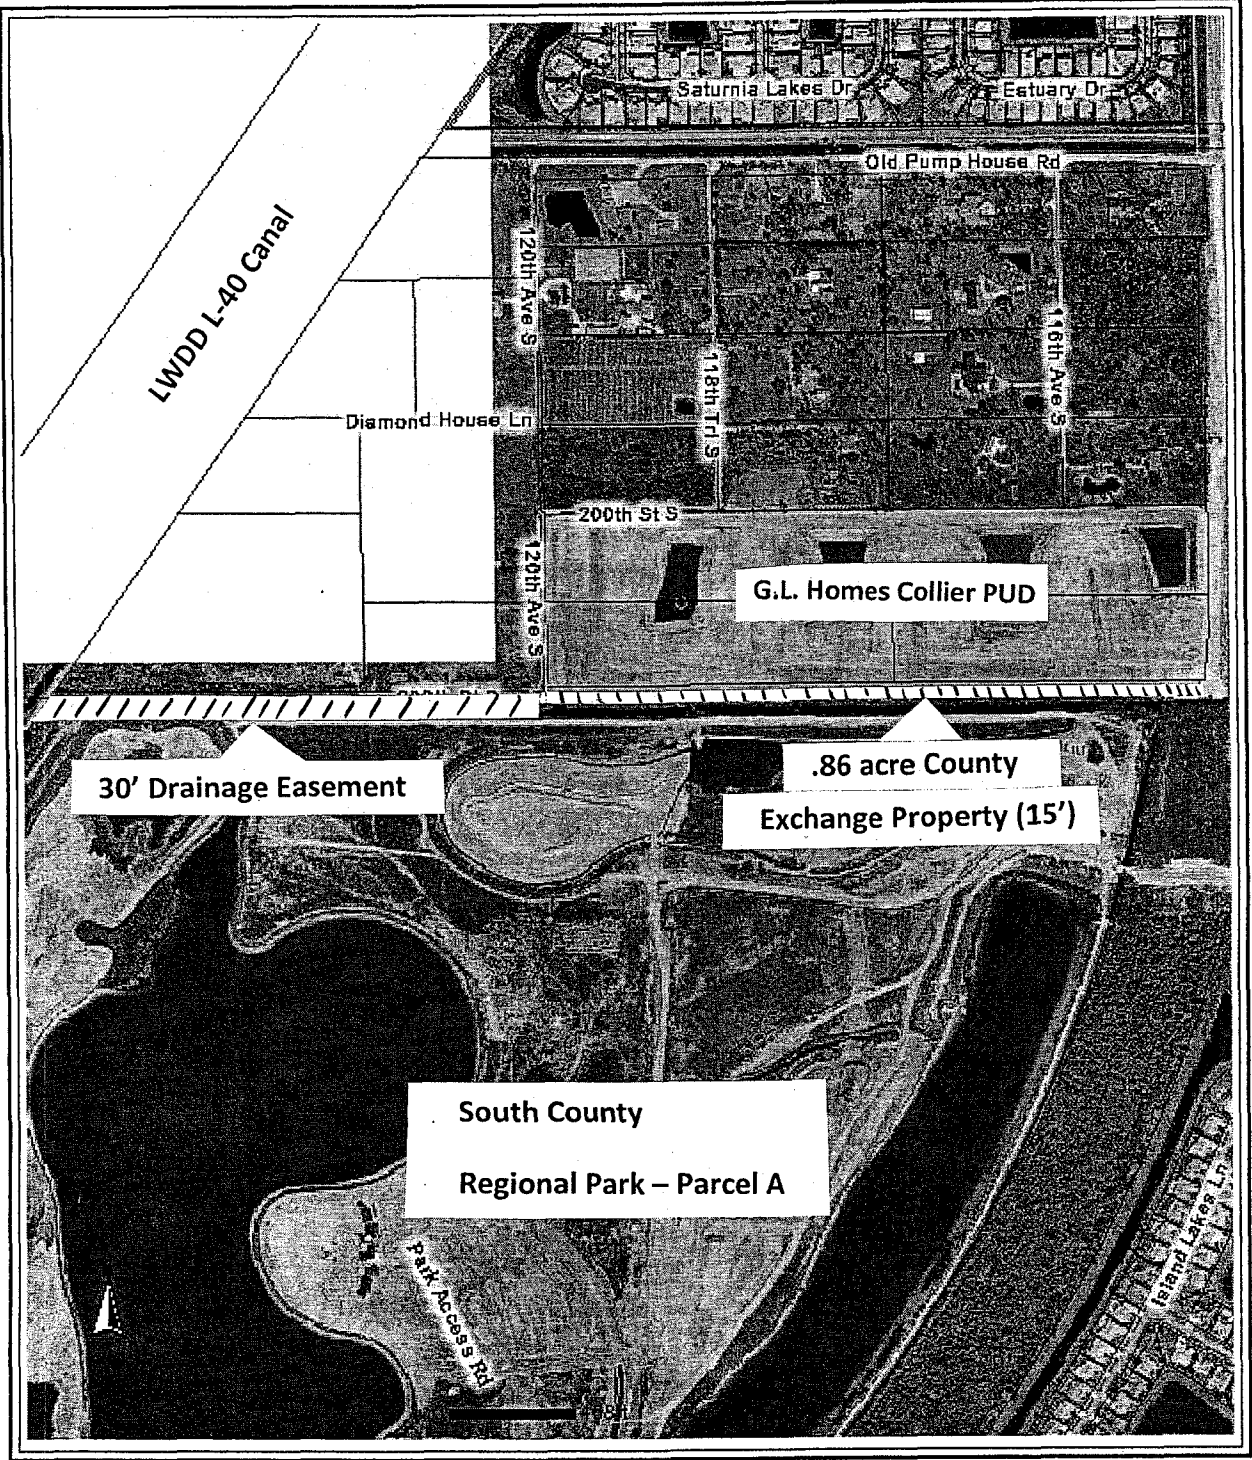 Saturnia Lakes Dr
Estuary Dr
Old Pump House Rd
LWDD L-40 Canal
120th Ave S
118th Trl S
116th Ave S
Diamond House Ln
200th St S
120th Ave S
G.L. Homes Collier PUD
30’ Drainage Easement
.86 acre County
Exchange Property (15’)
South County
Regional Park – Parcel A
Park Access Rd
Island Lakes Ln